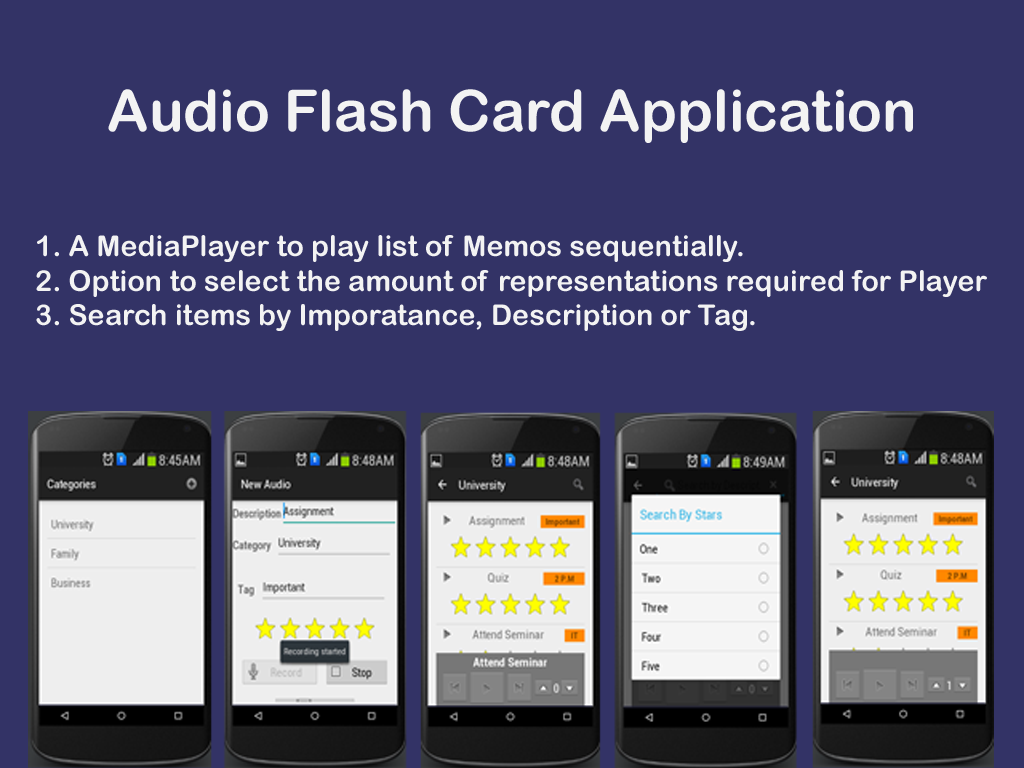 Audio Flash Card Application
1. A MediaPlayer to play list of Memos sequentially.
2. Option to select the amount of representations required for Player
3. Search items by Imporatance, Description or Tag.
8:45AM
Categories
University
Family
Business
8:48AM
New Audio
Description Assignment
Category University
Tag Important
Recording started
Record Stop
8:48AM
University
Assignment Important
Quiz 2 P.M
Attend Seminar IT
Attend Seminar
0
8:49AM
Search By Stars
One
Two
Three
Four
Five
0
8:48AM
University
Assignment Important
Quiz 2 P.M
Attend Seminar IT
1